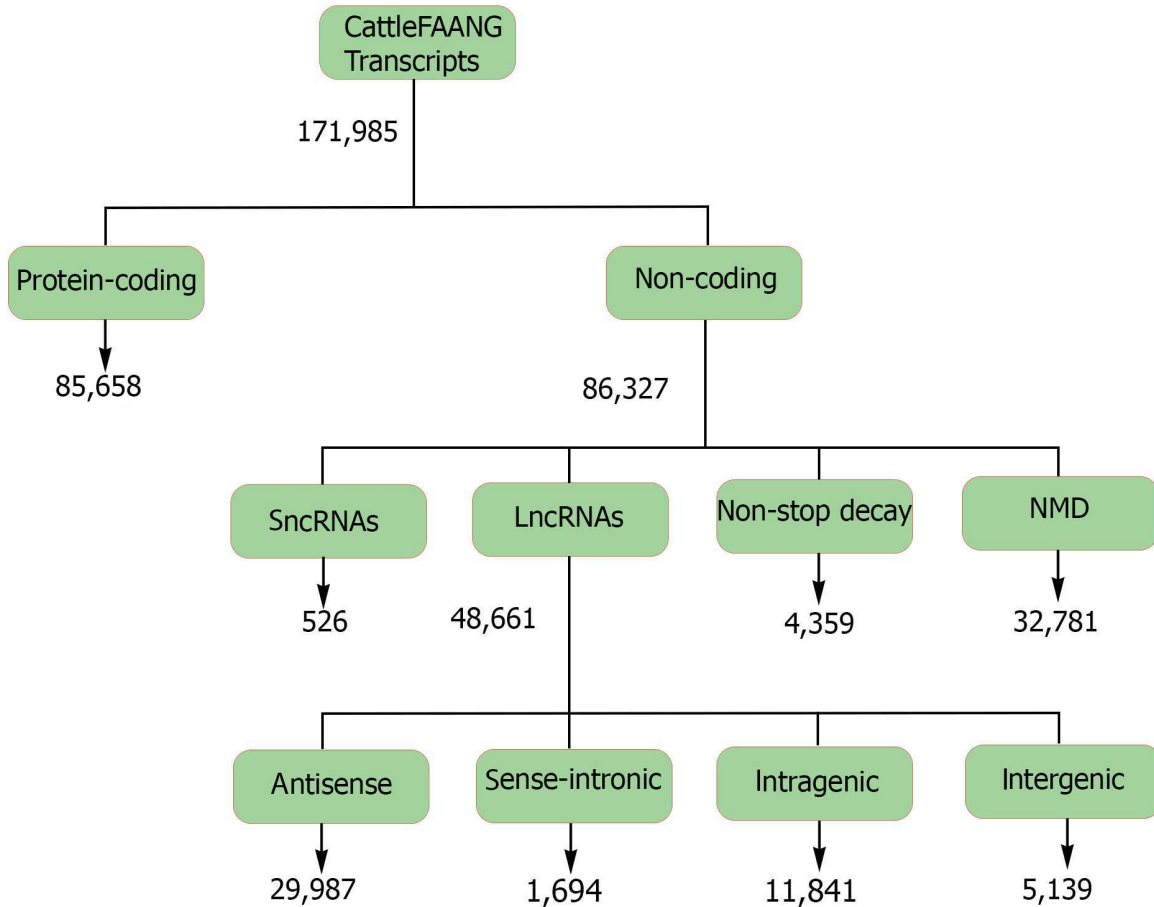 CattleFAANG
Transcripts
171,985
Protein-coding
Non-coding
85,658
86,327
SncRNAs
LncRNAs
Non-stop decay
NMD
526
48,661
4,359
32,781
Antisense
Sense-intronic
Intragenic
Intergenic
29,987
1,694
11,841
5,139